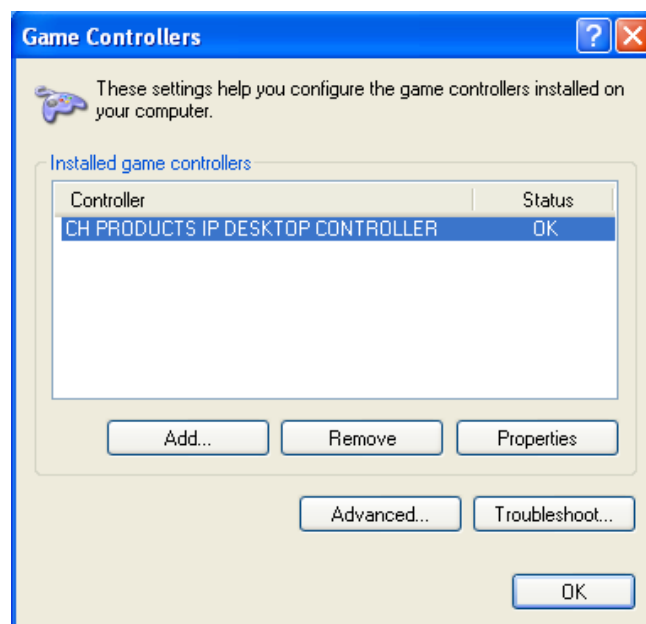 Game Controllers
These settings help you configure the game controllers installed on
your computer.
Installed game controllers
Controller Status
CH PRODUCTS IP DESKTOP CONTROLLER OK
Add... Remove Properties
Advanced... Troubleshoot...
OK